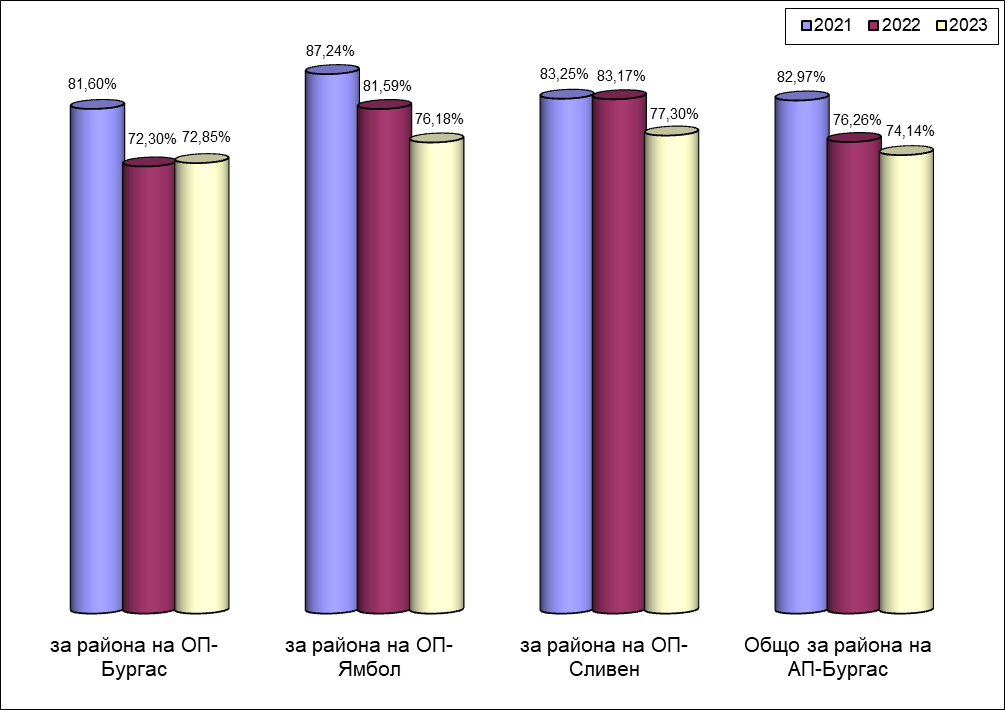 2021 2022 2023
81,60% 72,30% 72,85%
87,24% 81,59% 76,18%
83,25% 83,17% 77,30%
82,97% 76,26% 74,14%
за района на ОП-
Бургас
за района на ОП-
Ямбол
за района на ОП-
Сливен
Общо за района на
АП-Бургас